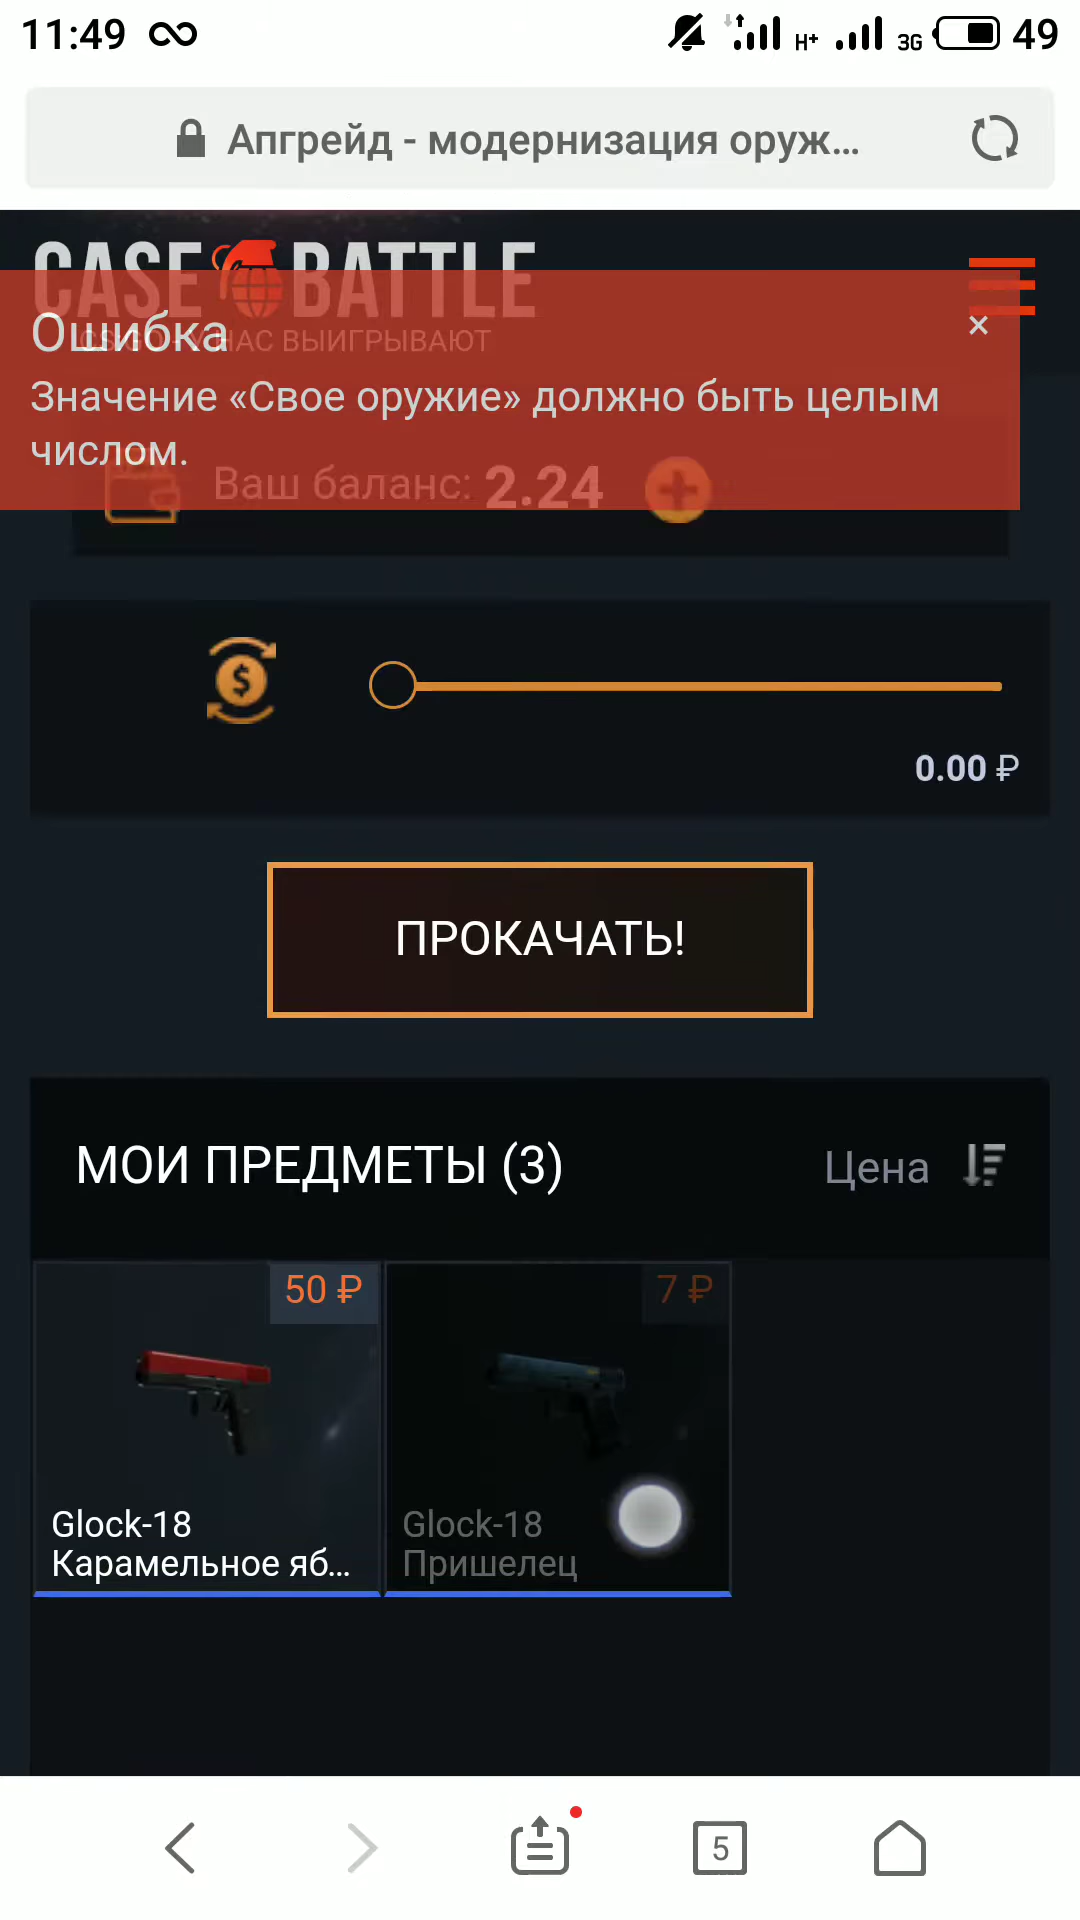 11:49
H+
3G
49
Апгрейд - модернизация оруж...
CASE BATTLE
Ошибка
НАС ВЫИГРЫВАЮТ
Значение «Свое оружие» должно быть целым
числом.
Ваш баланс: 2.24
0.00 ₽
ПРОКАЧАТЬ!
МОИ ПРЕДМЕТЫ (3)
Цена
50 ₽
7 ₽
Glock-18
Карамельное яб...
Glock-18
Пришелец
5